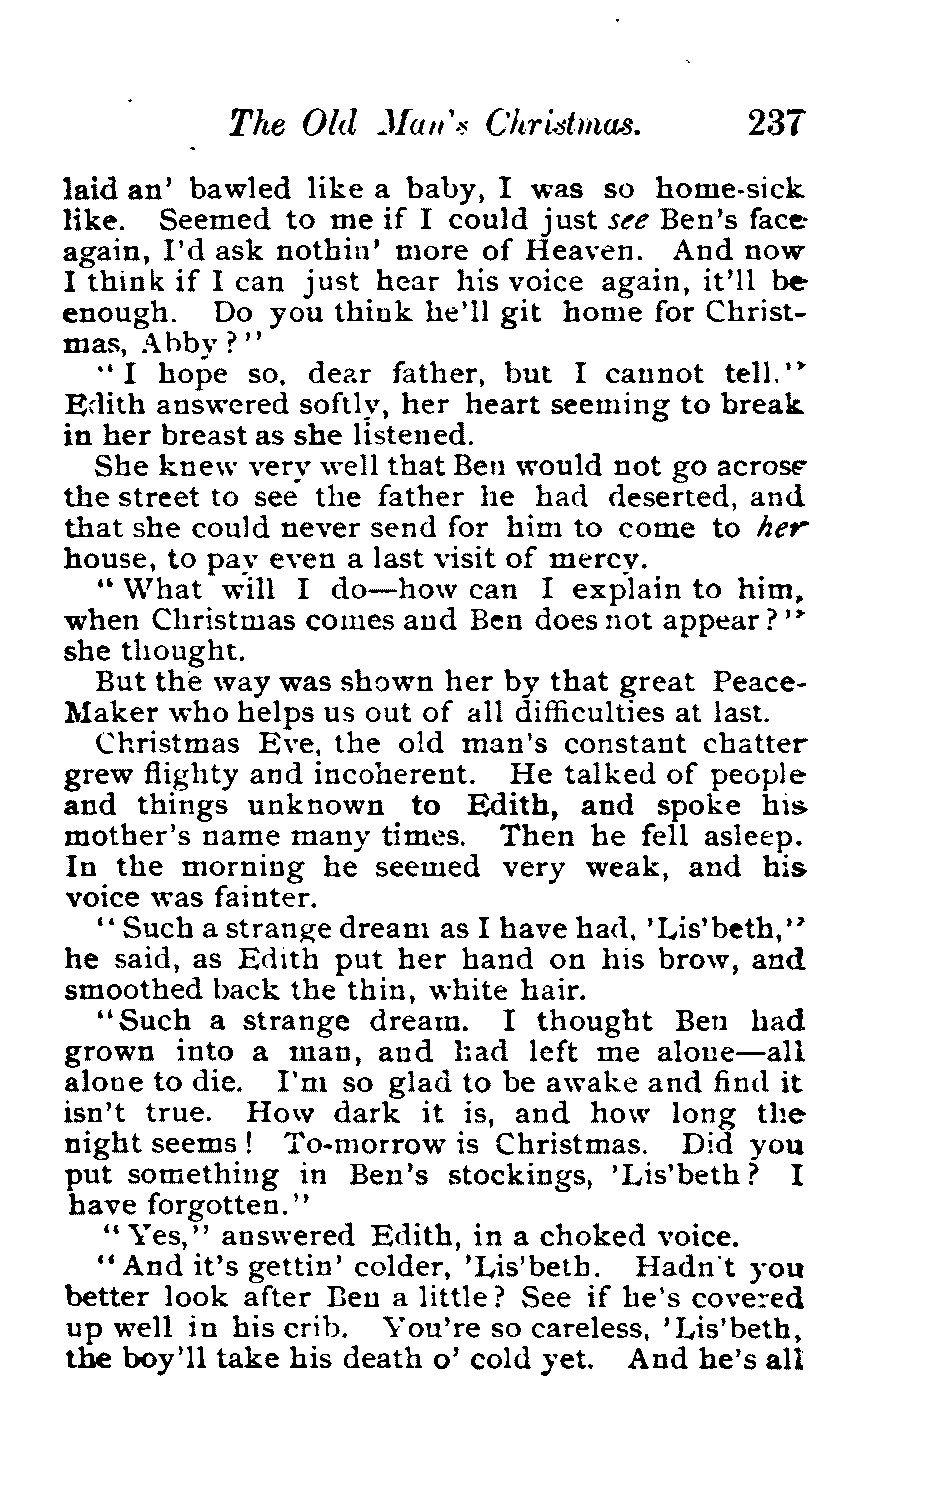 The Old Man's Christmas. 237
laid an' bawled like a baby, I was so home-sick
like. Seemed to me if I could just see Ben's face
again, I'd ask nothin' more of Heaven. And now
I think if I can just hear his voice again, it'll be
enough. Do you think he'll git home for Christ-
mas, Abby?"
"I hope so, dear father, but I cannot tell."
Edith answered softly, her heart seeming to break
in her breast as she listened.
She knew very well that Ben would not go across
the street to see the father he had deserted, and
that she could never send for him to come to her
house, to pay even a last visit of mercy.
"What will I do—how can I explain to him,
when Christmas comes and Ben does not appear?"
she thought.
But the way was shown her by that great Peace-
Maker who helps us out of all difficulties at last.
Christmas Eve, the old man's constant chatter
grew flighty and incoherent. He talked of people
and things unknown to Edith, and spoke his
mother's name many times. Then he fell asleep.
In the morning he seemed very weak, and his
voice was fainter.
"Such a strange dream as I have had, 'Lis'beth,"
he said, as Edith put her hand on his brow, and
smoothed back the thin, white hair.
"Such a strange dream. I thought Ben had
grown into a man, and had left me alone—all
alone to die. I'm so glad to be awake and find it
isn't true. How dark it is, and how long the
night seems! To-morrow is Christmas. Did you
put something in Ben's stockings, 'Lis'beth? I
have forgotten."
"Yes," answered Edith, in a choked voice.
"And it's gettin' colder, 'Lis'beth. Hadn't you
better look after Ben a little? See if he's covered
up well in his crib. You're so careless, 'Lis'beth,
the boy'll take his death o' cold yet. And he's all